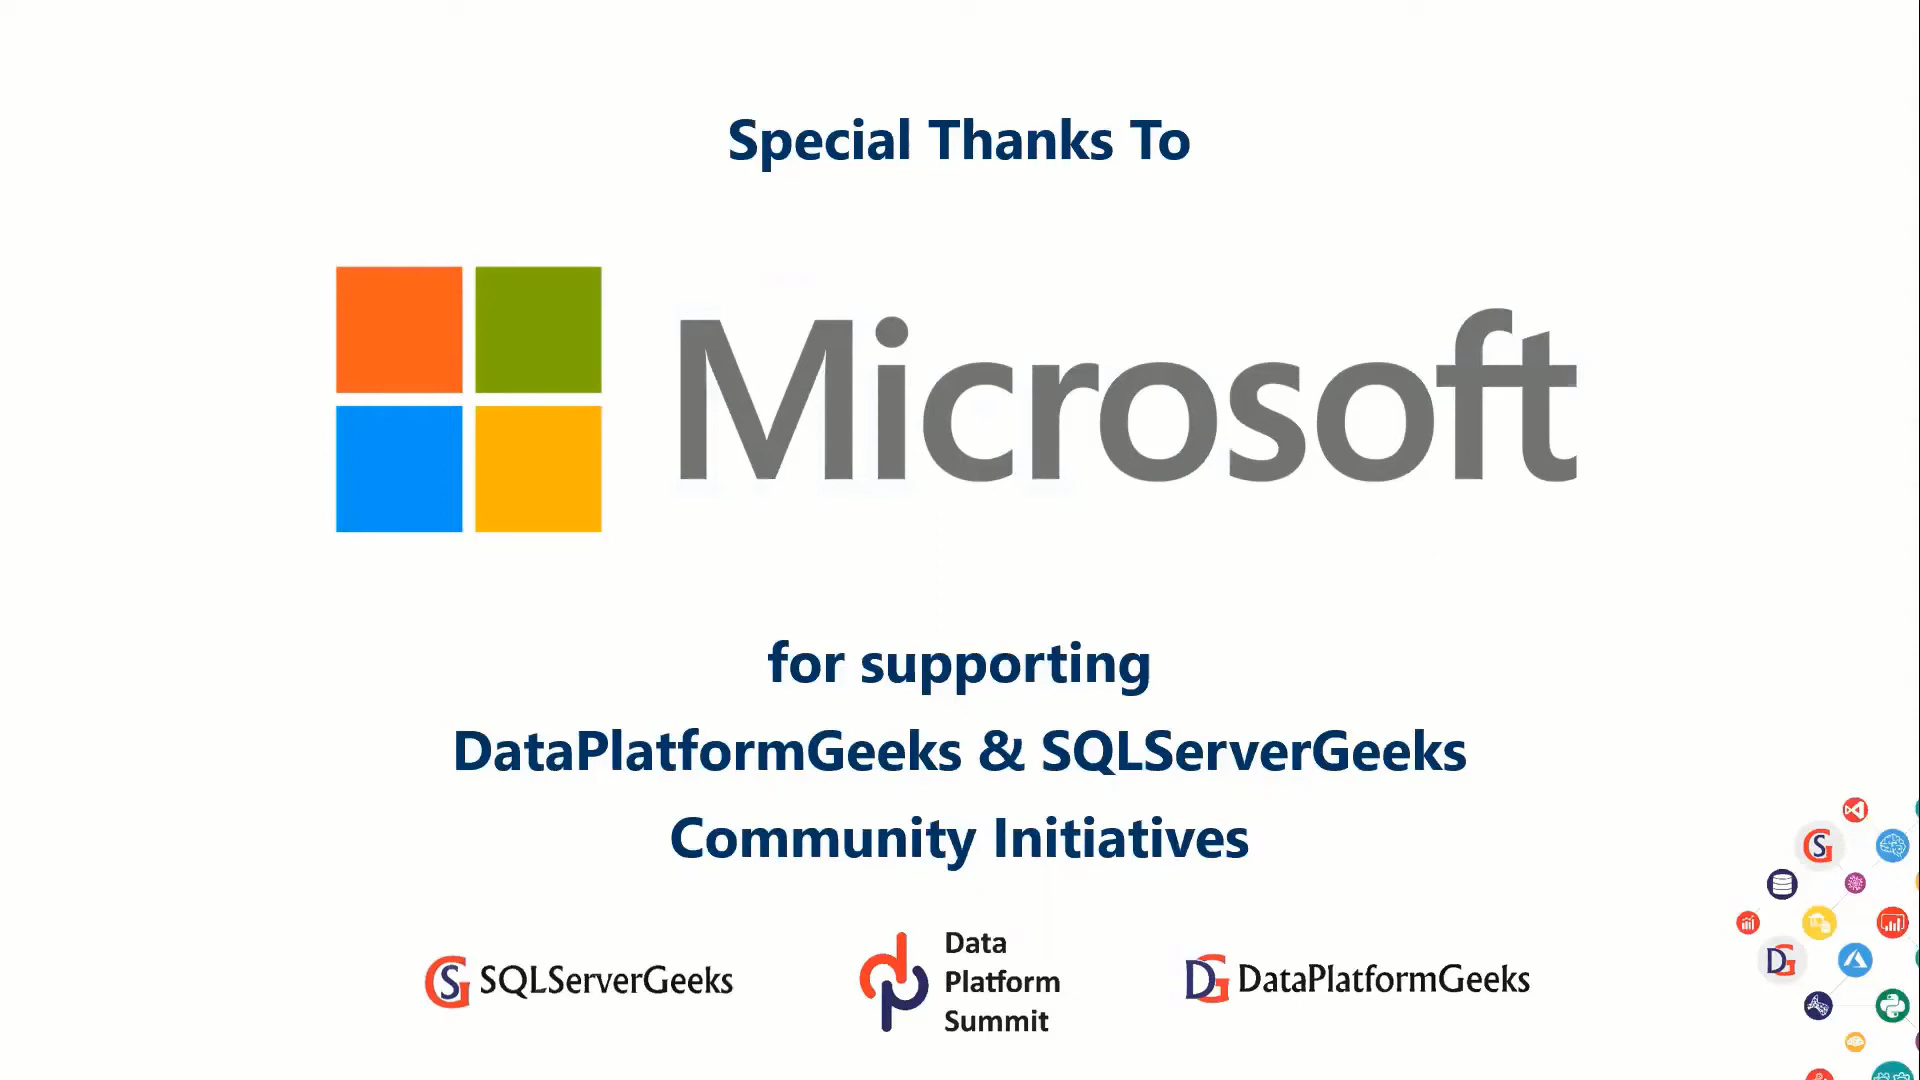 Special Thanks To
Microsoft
for supporting
DataPlatformGeeks & SQLServerGeeks
Community Initiatives
SQLServerGeeks
Data
Platform
Summit
DataPlatformGeeks